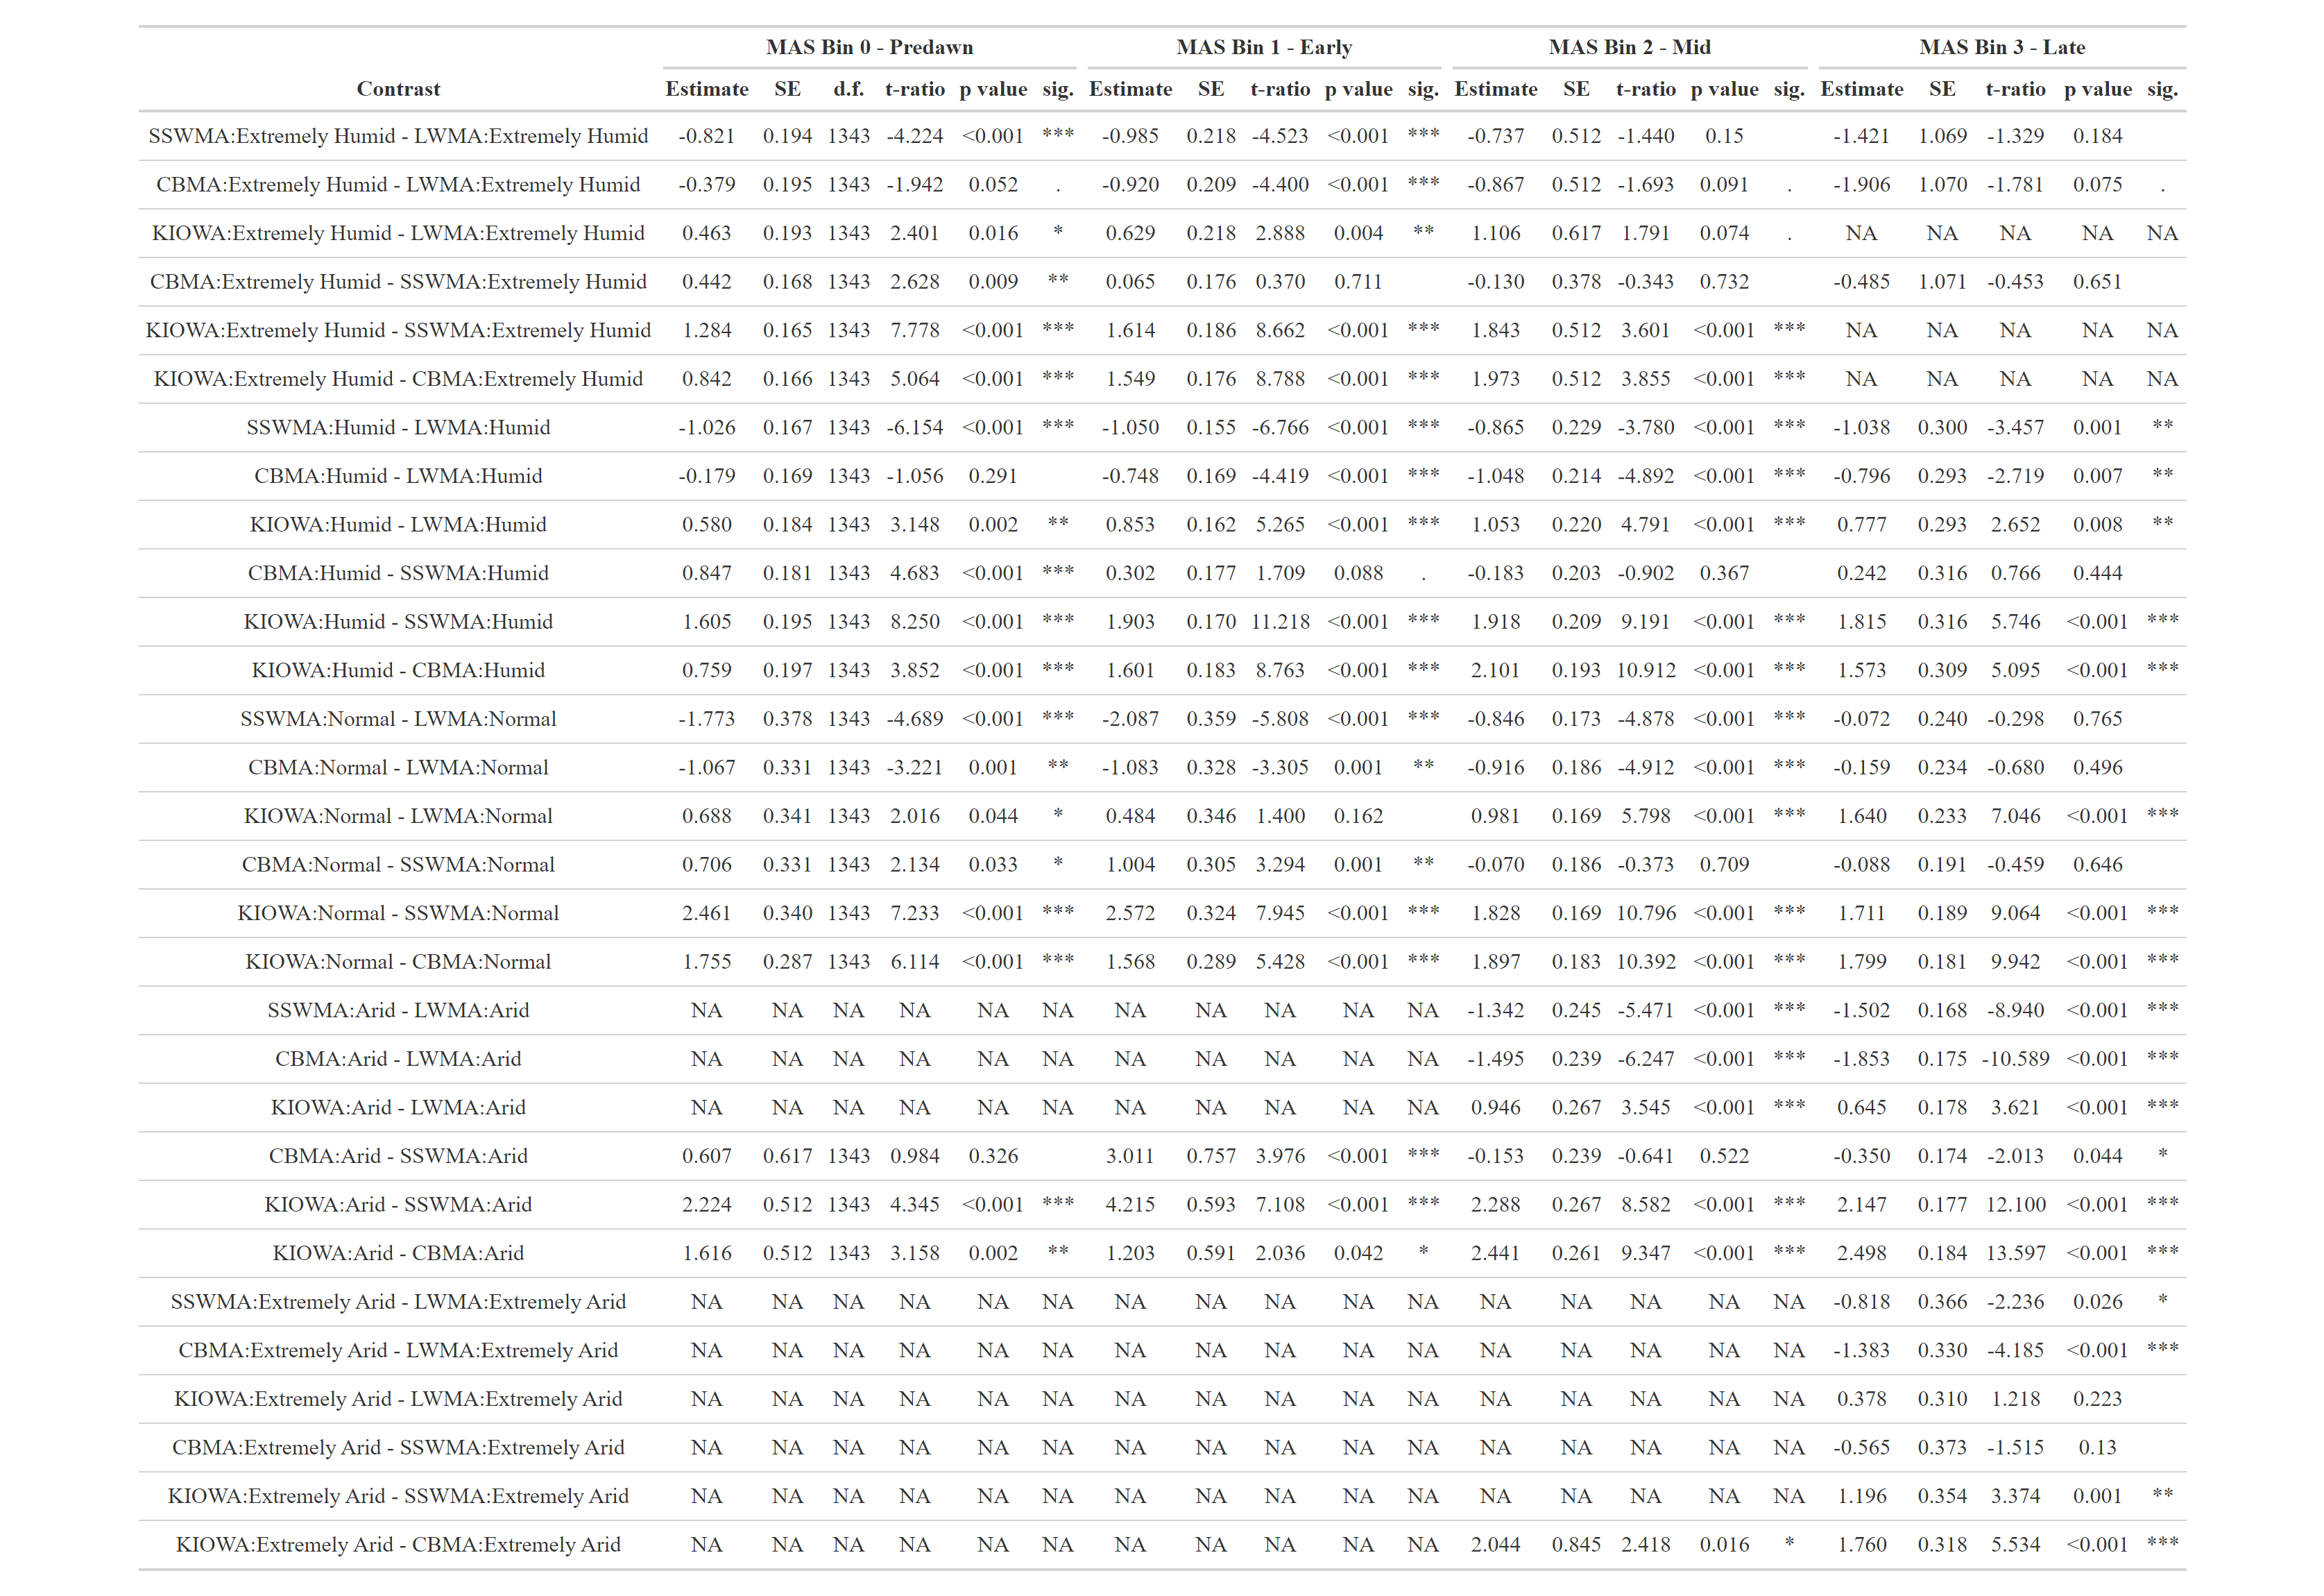 MAS Bin 0 - Predawn MAS Bin 1 - Early MAS Bin 2 - Mid MAS Bin 3 - Late
Contrast Estimate SE d.f. t-ratio p value sig. Estimate SE t-ratio p value sig. Estimate SE t-ratio p value sig. Estimate SE t-ratio p value sig.
SSWMA:Extremely Humid - LWMA:Extremely Humid -0.821 0.194 1343 -4.224 <0.001 *** -0.985 0.218 -4.523 <0.001 *** -0.737 0.512 -1.440 0.15 -1.421 1.069 -1.329 0.184
CBMA:Extremely Humid - LWMA:Extremely Humid -0.379 0.195 1343 -1.942 0.052 . -0.920 0.209 -4.400 <0.001 *** -0.867 0.512 -1.693 0.091 . -1.906 1.070 -1.781 0.075 .
KIOWA:Extremely Humid - LWMA:Extremely Humid 0.463 0.193 1343 2.401 0.016 * 0.629 0.218 2.888 0.004 ** 1.106 0.617 1.791 0.074 . NA NA NA NA NA
CBMA:Extremely Humid - SSWMA:Extremely Humid 0.442 0.168 1343 2.628 0.009 ** 0.065 0.176 0.370 0.711 -0.130 0.378 -0.343 0.732 -0.485 1.071 -0.453 0.651
KIOWA:Extremely Humid - SSWMA:Extremely Humid 1.284 0.165 1343 7.778 <0.001 *** 1.614 0.186 8.662 <0.001 *** 1.843 0.512 3.601 <0.001 *** NA NA NA NA NA
KIOWA:Extremely Humid - CBMA:Extremely Humid 0.842 0.166 1343 5.064 <0.001 *** 1.549 0.176 8.788 <0.001 *** 1.973 0.512 3.855 <0.001 *** NA NA NA NA NA
SSWMA:Humid - LWMA:Humid -1.026 0.167 1343 -6.154 <0.001 *** -1.050 0.155 -6.766 <0.001 *** -0.865 0.229 -3.780 <0.001 *** -1.038 0.300 -3.457 0.001 **
CBMA:Humid - LWMA:Humid -0.179 0.169 1343 -1.056 0.291 -0.748 0.169 -4.419 <0.001 *** -1.048 0.214 -4.892 <0.001 *** -0.796 0.293 -2.719 0.007 **
KIOWA:Humid - LWMA:Humid 0.580 0.184 1343 3.148 0.002 ** 0.853 0.162 5.265 <0.001 *** 1.053 0.220 4.791 <0.001 *** 0.777 0.293 2.652 0.008 **
CBMA:Humid - SSWMA:Humid 0.847 0.181 1343 4.683 <0.001 *** 0.302 0.177 1.709 0.088 . -0.183 0.203 -0.902 0.367 0.242 0.316 0.766 0.444
KIOWA:Humid - SSWMA:Humid 1.605 0.195 1343 8.250 <0.001 *** 1.903 0.170 11.218 <0.001 *** 1.918 0.209 9.191 <0.001 *** 1.815 0.316 5.746 <0.001 ***
KIOWA:Humid - CBMA:Humid 0.759 0.197 1343 3.852 <0.001 *** 1.601 0.183 8.763 <0.001 *** 2.101 0.193 10.912 <0.001 *** 1.573 0.309 5.095 <0.001 ***
SSWMA:Normal - LWMA:Normal -1.773 0.378 1343 -4.689 <0.001 *** -2.087 0.359 -5.808 <0.001 *** -0.846 0.173 -4.878 <0.001 *** -0.072 0.240 -0.298 0.765
CBMA:Normal - LWMA:Normal -1.067 0.331 1343 -3.221 0.001 ** -1.083 0.328 -3.305 0.001 ** -0.916 0.186 -4.912 <0.001 *** -0.159 0.234 -0.680 0.496
KIOWA:Normal - LWMA:Normal 0.688 0.341 1343 2.016 0.044 * 0.484 0.346 1.400 0.162 0.981 0.169 5.798 <0.001 *** 1.640 0.233 7.046 <0.001 ***
CBMA:Normal - SSWMA:Normal 0.706 0.331 1343 2.134 0.033 * 1.004 0.305 3.294 0.001 ** -0.070 0.186 -0.373 0.709 -0.088 0.191 -0.459 0.646
KIOWA:Normal - SSWMA:Normal 2.461 0.340 1343 7.233 <0.001 *** 2.572 0.324 7.945 <0.001 *** 1.828 0.169 10.796 <0.001 *** 1.711 0.189 9.064 <0.001 ***
KIOWA:Normal - CBMA:Normal 1.755 0.287 1343 6.114 <0.001 *** 1.568 0.289 5.428 <0.001 *** 1.897 0.183 10.392 <0.001 *** 1.799 0.181 9.942 <0.001 ***
SSWMA:Arid - LWMA:Arid NA NA NA NA NA NA NA NA NA NA NA -1.342 0.245 -5.471 <0.001 *** -1.502 0.168 -8.940 <0.001 ***
CBMA:Arid - LWMA:Arid NA NA NA NA NA NA NA NA NA NA NA -1.495 0.239 -6.247 <0.001 *** -1.853 0.175 -10.589 <0.001 ***
KIOWA:Arid - LWMA:Arid NA NA NA NA NA NA NA NA NA NA NA 0.946 0.267 3.545 <0.001 *** 0.645 0.178 3.621 <0.001 ***
CBMA:Arid - SSWMA:Arid 0.607 0.617 1343 0.984 0.326 3.011 0.757 3.976 <0.001 *** -0.153 0.239 -0.641 0.522 -0.350 0.174 -2.013 0.044 *
KIOWA:Arid - SSWMA:Arid 2.224 0.512 1343 4.345 <0.001 *** 4.215 0.593 7.108 <0.001 *** 2.288 0.267 8.582 <0.001 *** 2.147 0.177 12.100 <0.001 ***
KIOWA:Arid - CBMA:Arid 1.616 0.512 1343 3.158 0.002 ** 1.203 0.591 2.036 0.042 * 2.441 0.261 9.347 <0.001 *** 2.498 0.184 13.597 <0.001 ***
SSWMA:Extremely Arid - LWMA:Extremely Arid NA NA NA NA NA NA NA NA NA NA NA NA NA NA NA NA -0.818 0.366 -2.236 0.026 *
CBMA:Extremely Arid - LWMA:Extremely Arid NA NA NA NA NA NA NA NA NA NA NA NA NA NA NA NA -1.383 0.330 -4.185 <0.001 ***
KIOWA:Extremely Arid - LWMA:Extremely Arid NA NA NA NA NA NA NA NA NA NA NA NA NA NA NA NA 0.378 0.310 1.218 0.223
CBMA:Extremely Arid - SSWMA:Extremely Arid NA NA NA NA NA NA NA NA NA NA NA NA NA NA NA NA -0.565 0.373 -1.515 0.13
KIOWA:Extremely Arid - SSWMA:Extremely Arid NA NA NA NA NA NA NA NA NA NA NA NA NA NA NA NA 1.196 0.354 3.374 0.001 **
KIOWA:Extremely Arid - CBMA:Extremely Arid NA NA NA NA NA NA NA NA NA NA NA 2.044 0.845 2.418 0.016 * 1.760 0.318 5.534 <0.001 ***